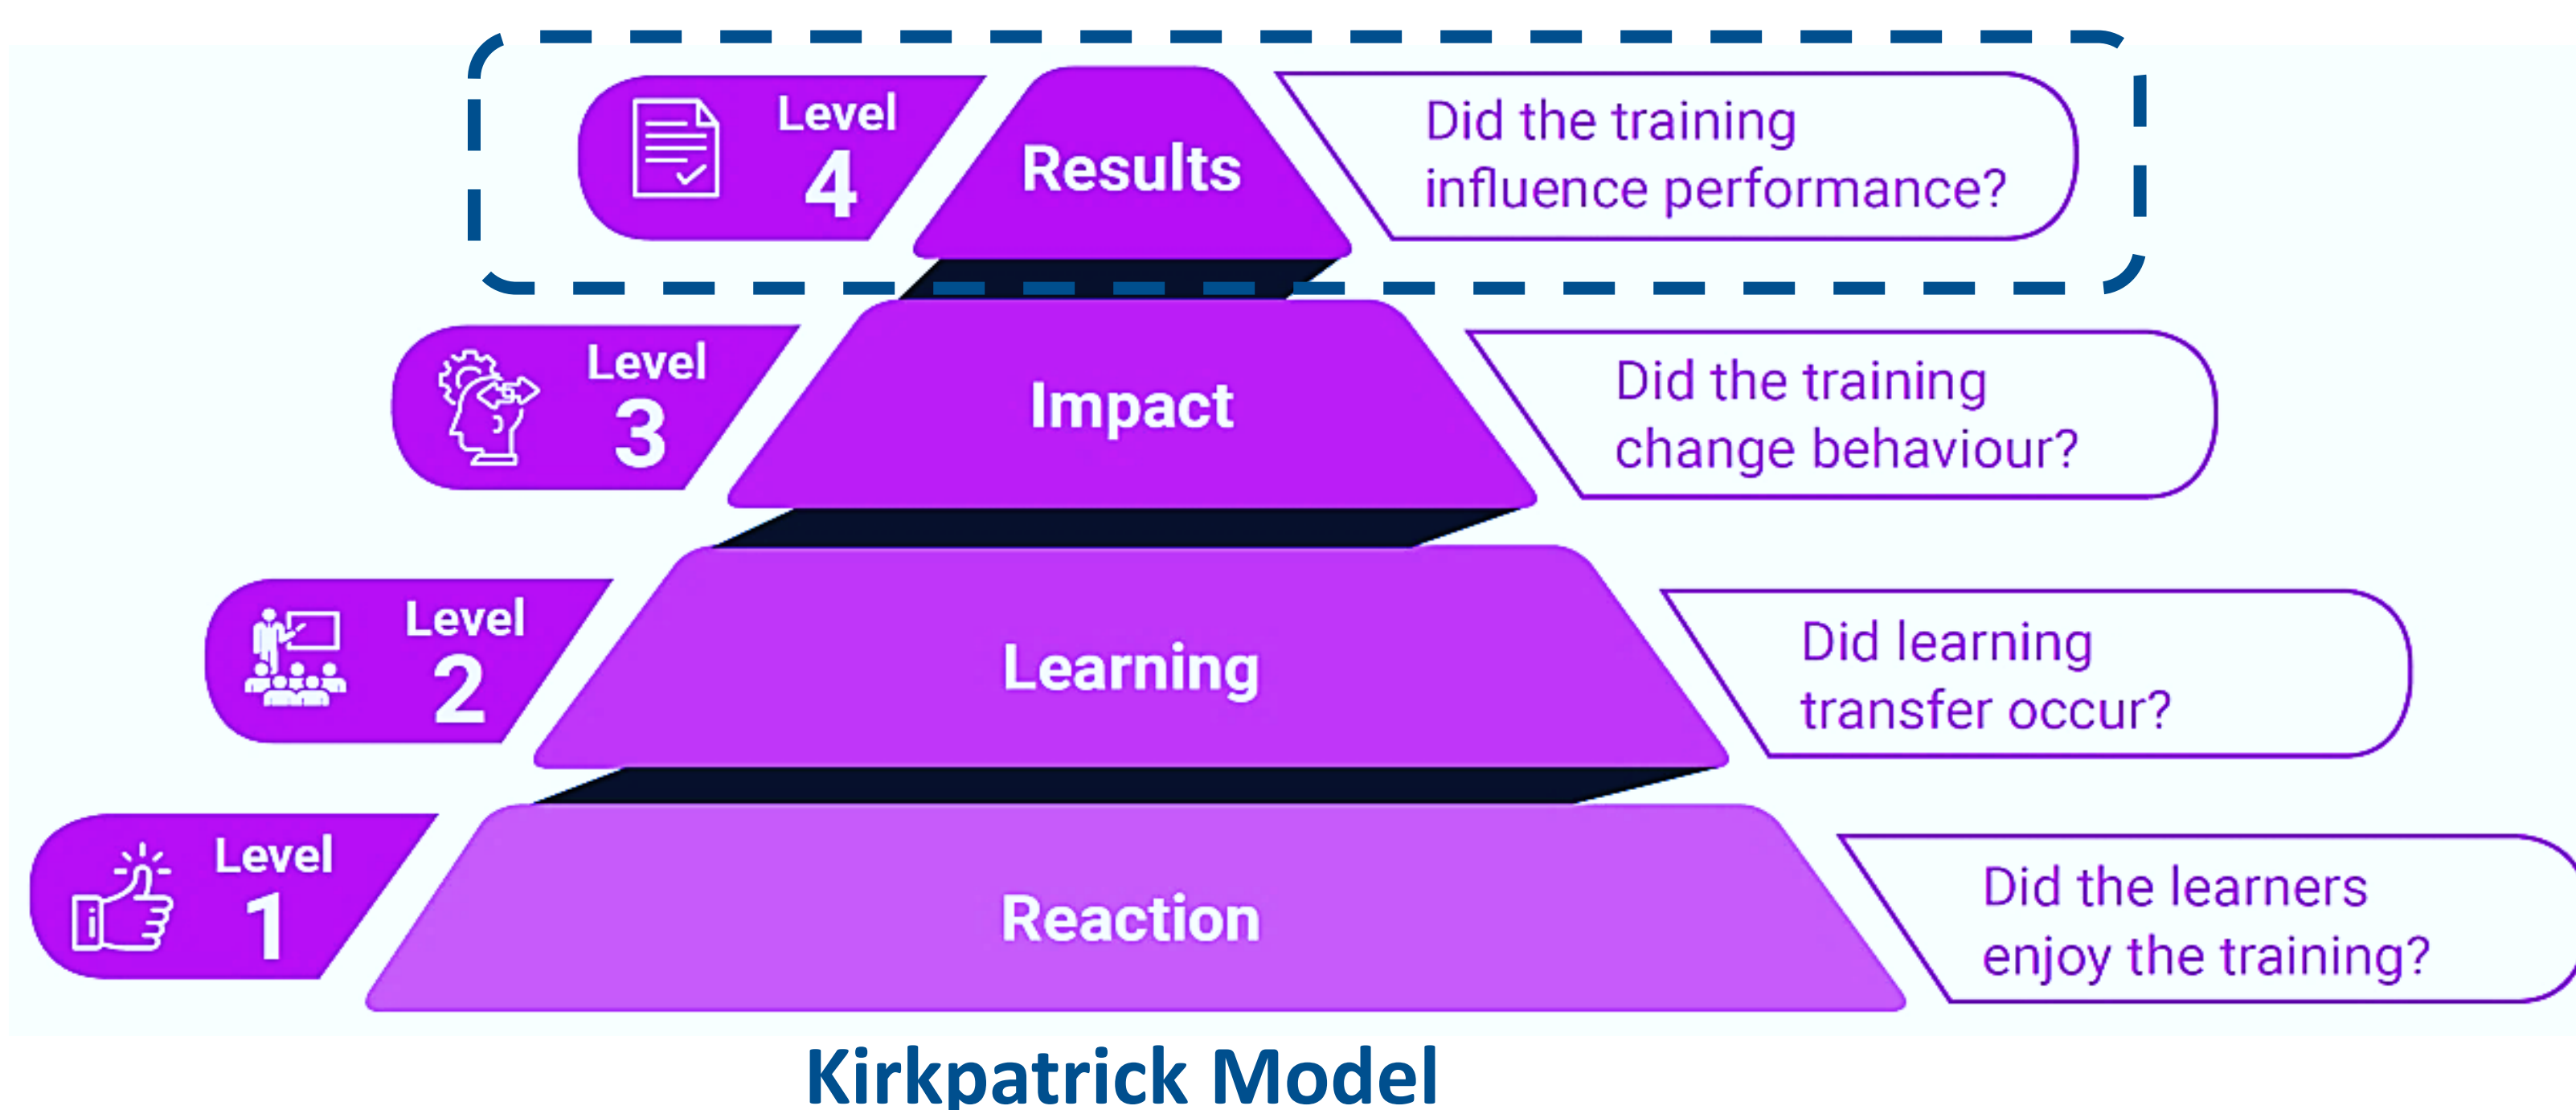 Level
4
Results
Did the training
influence performance?
Level
3
Impact
Did the training
change behaviour?
Level
2
Learning
Did learning
transfer occur?
Level
1
Reaction
Did the learners
enjoy the training?
Kirkpatrick Model